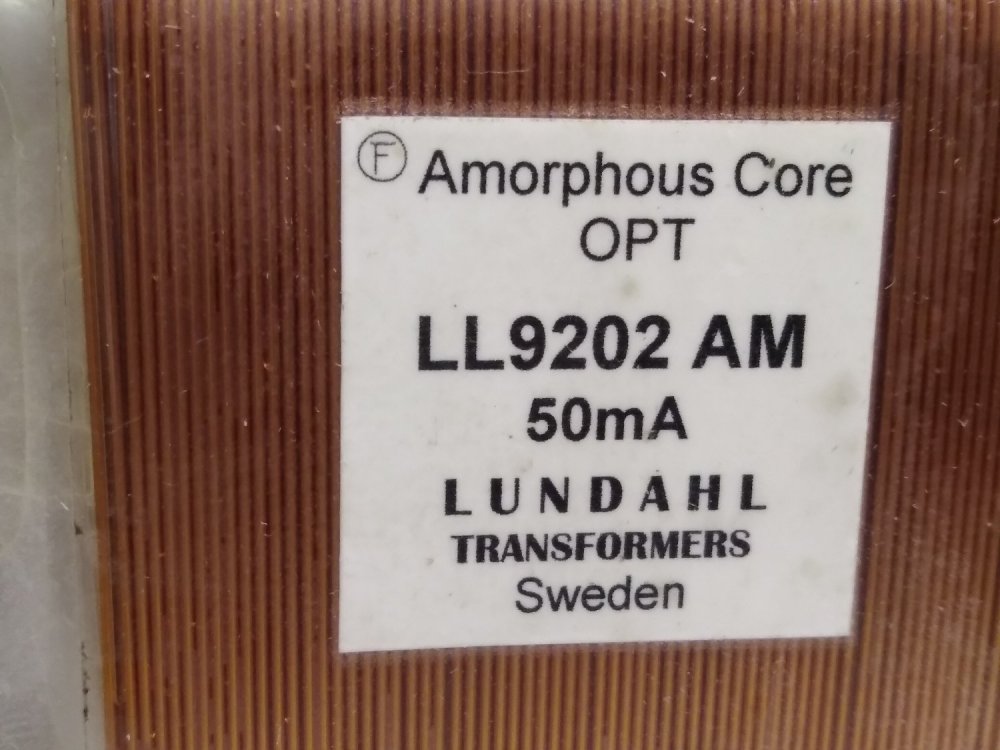 Ⓕ Amorphous Core
OPT
LL9202 AM
50mA
LUNDAHL
TRANSFORMERS
Sweden